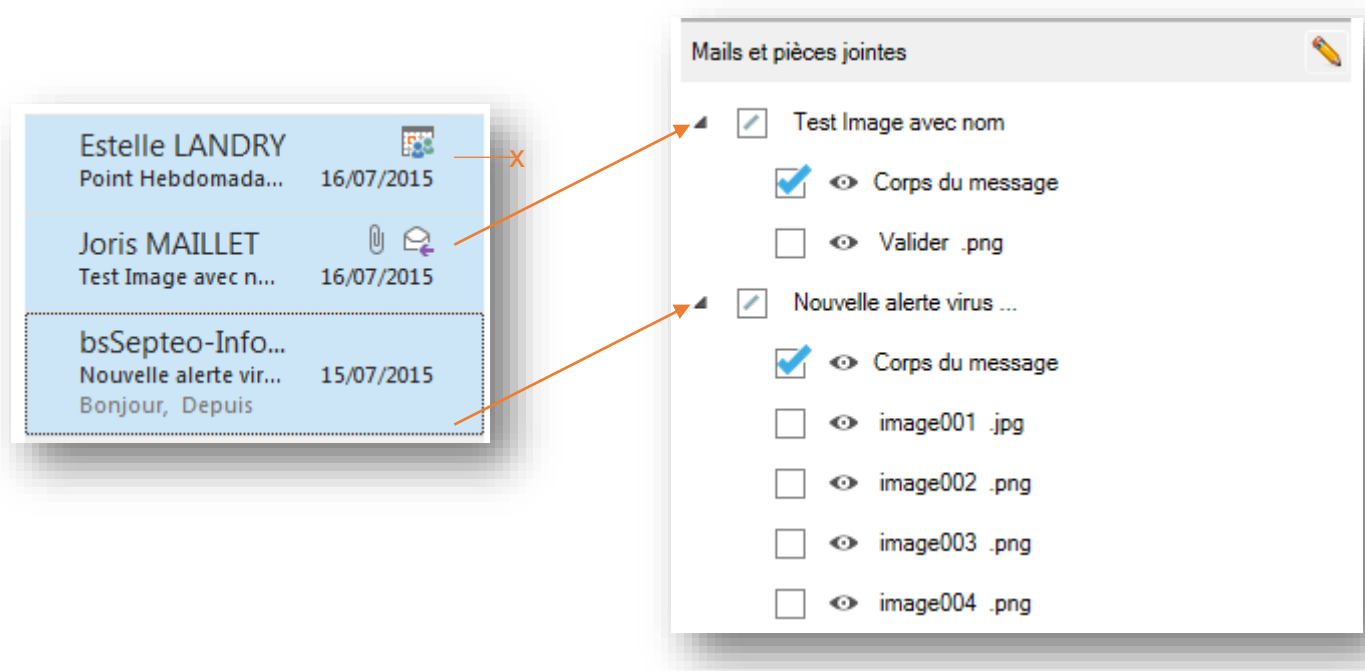 Estelle LANDRY
Point Hebdomada... 16/07/2015
x
Joris MAILLET
Test Image avec n... 16/07/2015
bsSepteo-Info...
Nouvelle alerte vir... 15/07/2015
Bonjour, Depuis
Mails et pièces jointes
Test Image avec nom
Corps du message
Valider .png
Nouvelle alerte virus ...
Corps du message
image001 .jpg
image002 .png
image003 .png
image004 .png